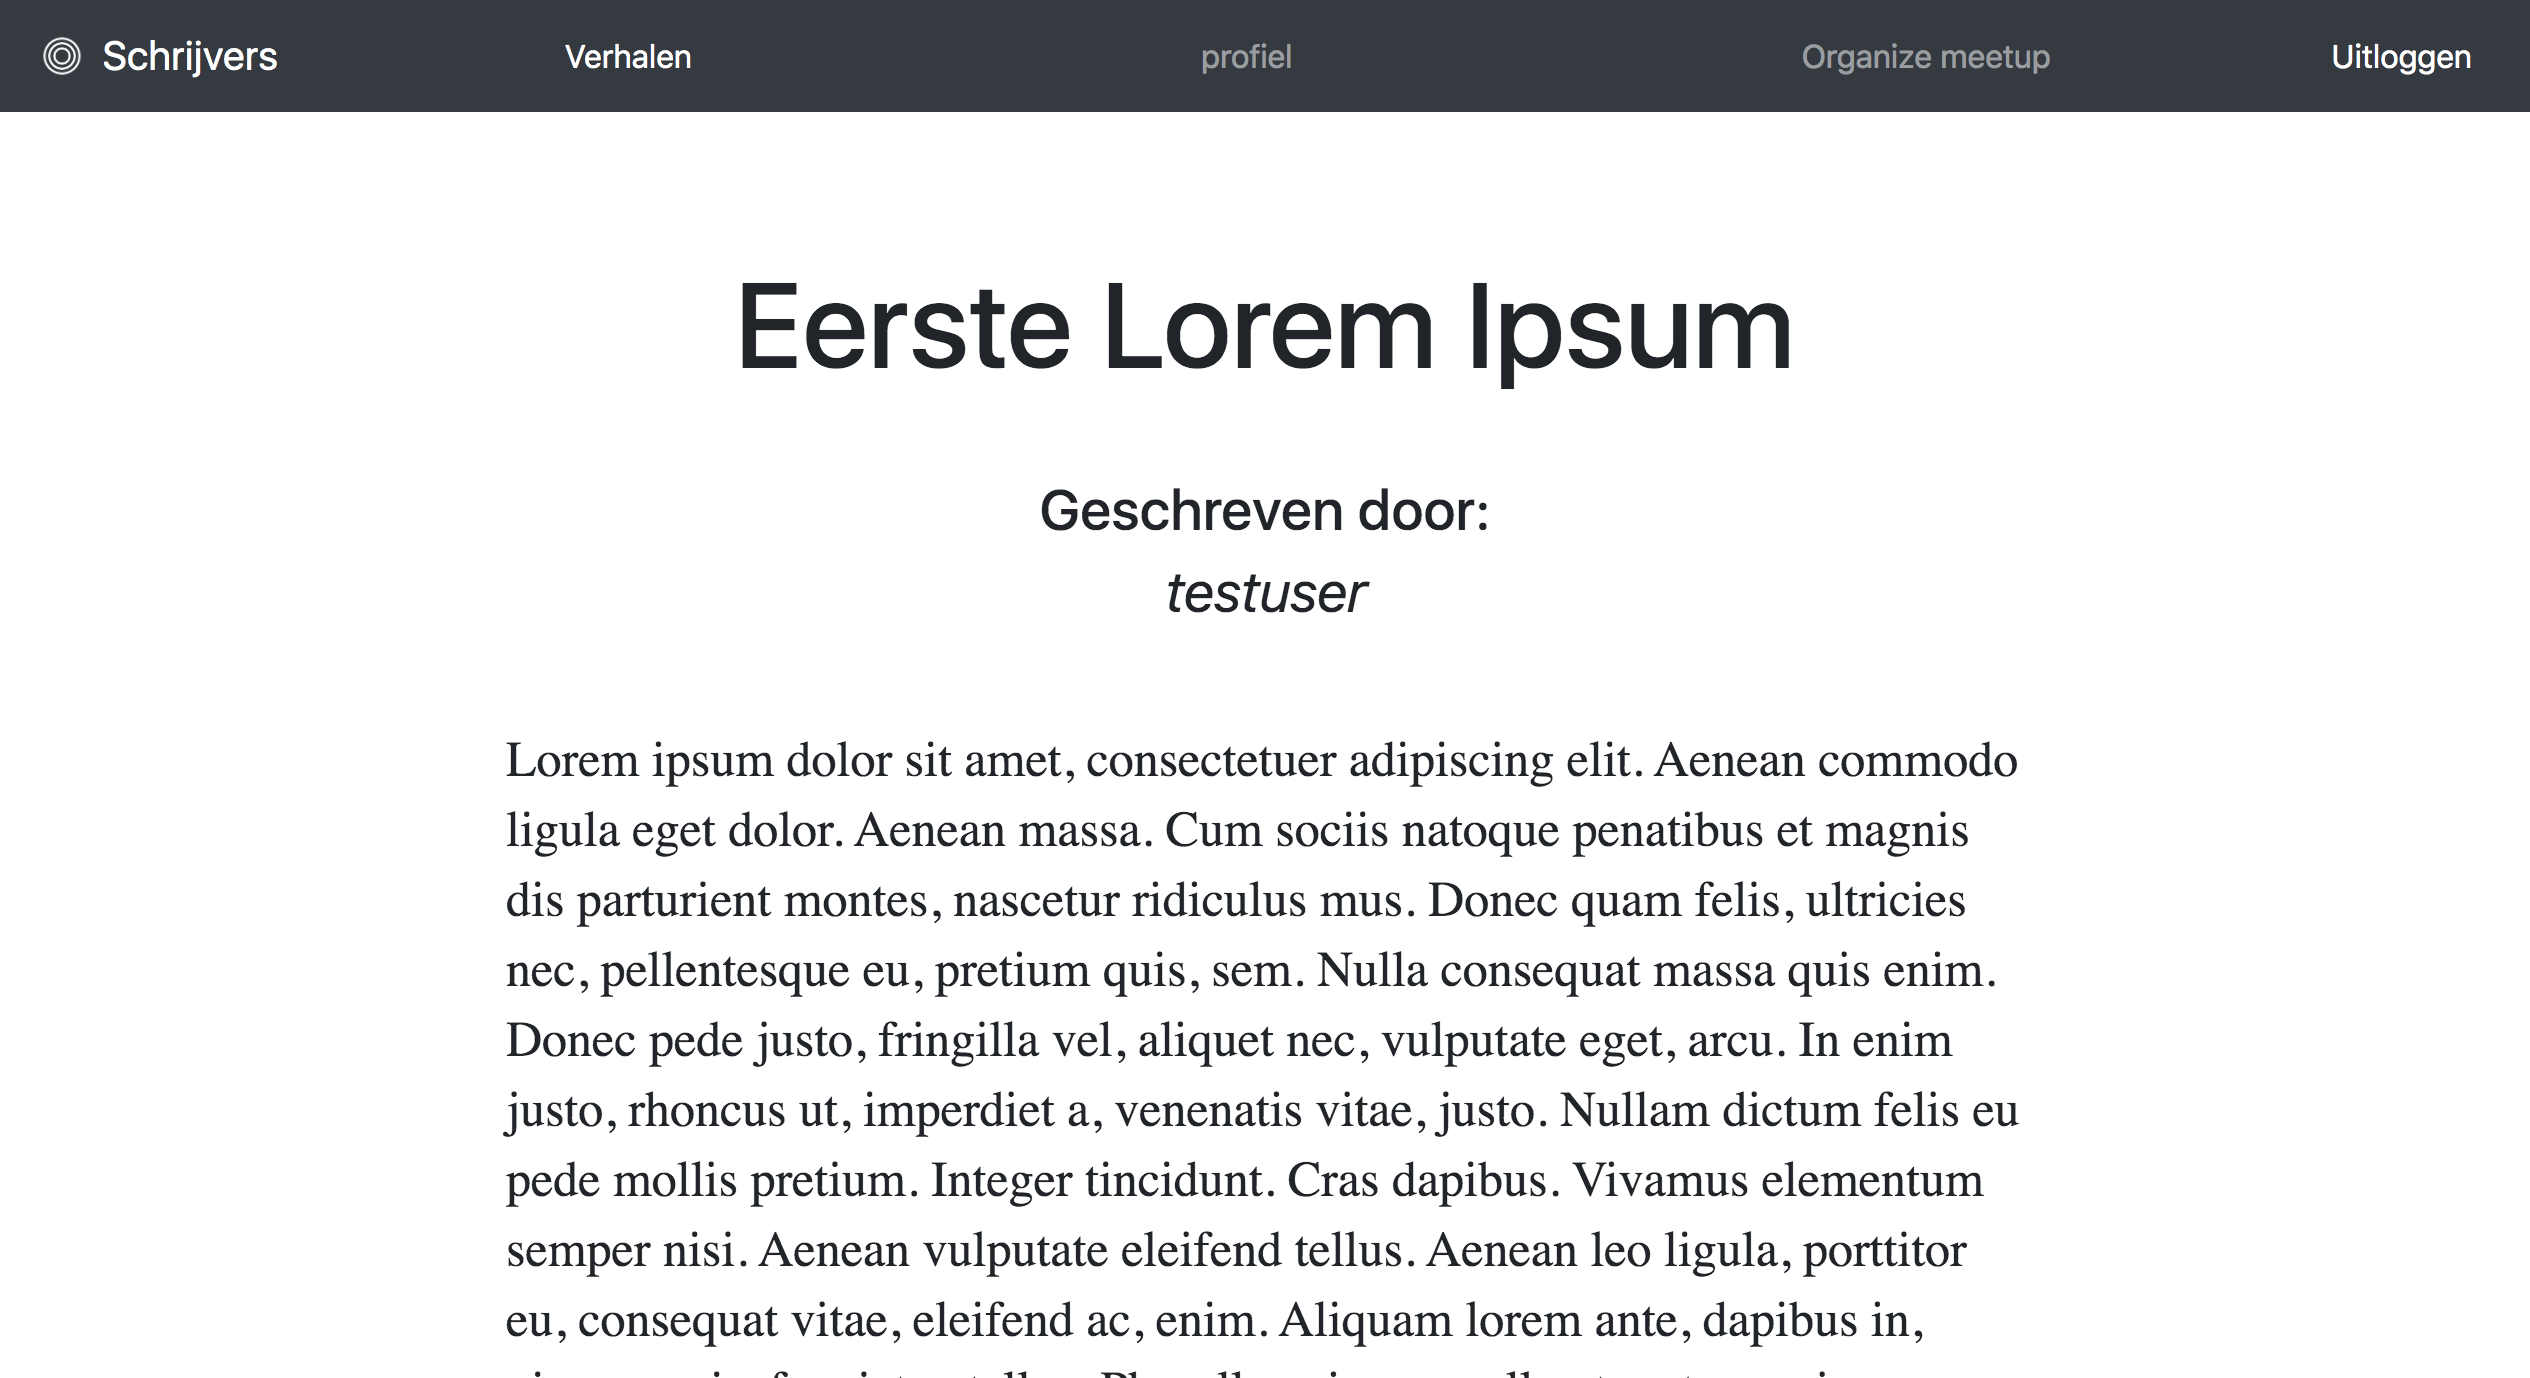 Schrijvers Verhalen profiel Organize meetup Uitloggen
Eerste Lorem Ipsum
Geschreven door:
testuser
Lorem ipsum dolor sit amet, consectetuer adipiscing elit. Aenean commodo
ligula eget dolor. Aenean massa. Cum sociis natoque penatibus et magnis
dis parturient montes, nascetur ridiculus mus. Donec quam felis, ultricies
nec, pellentesque eu, pretium quis, sem. Nulla consequat massa quis enim.
Donec pede justo, fringilla vel, aliquet nec, vulputate eget, arcu. In enim
justo, rhoncus ut, imperdiet a, venenatis vitae, justo. Nullam dictum felis eu
pede mollis pretium. Integer tincidunt. Cras dapibus. Vivamus elementum
semper nisi. Aenean vulputate eleifend tellus. Aenean leo ligula, porttitor
eu, consequat vitae, eleifend ac, enim. Aliquam lorem ante, dapibus in,